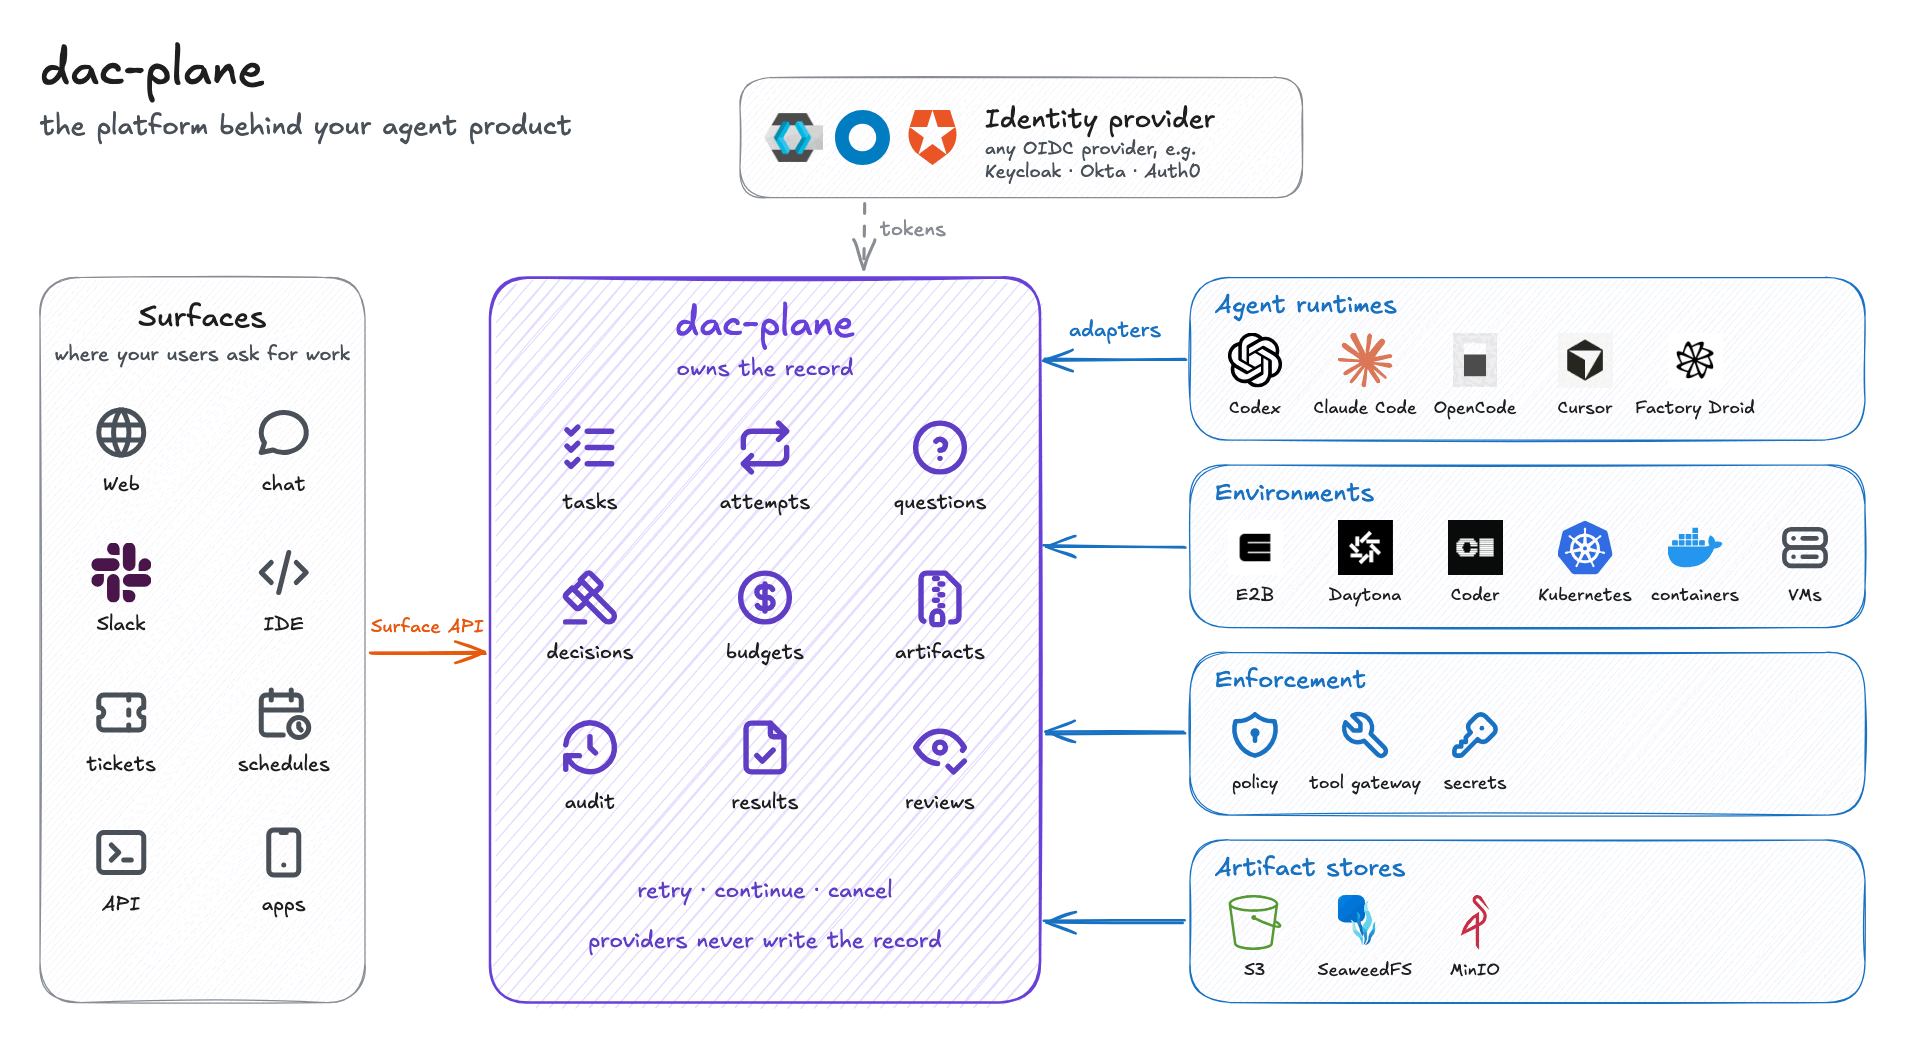 dac-plane
the platform behind your agent product
Identity provider
any OIDC provider, e.g.
Keycloak · Okta · Auth0
tokens
Surfaces
where your users ask for work
Web
chat
Slack
IDE
tickets
schedules
API
apps
Surface API
dac-plane
owns the record
tasks
attempts
questions
decisions
budgets
artifacts
audit
results
reviews
retry · continue · cancel
providers never write the record
adapters
Agent runtimes
Codex
Claude Code
OpenCode
Cursor
Factory Droid
Environments
E2B
Daytona
Coder
Kubernetes
containers
VMs
Enforcement
policy
tool gateway
secrets
Artifact stores
S3
SeaweedFS
MinIO